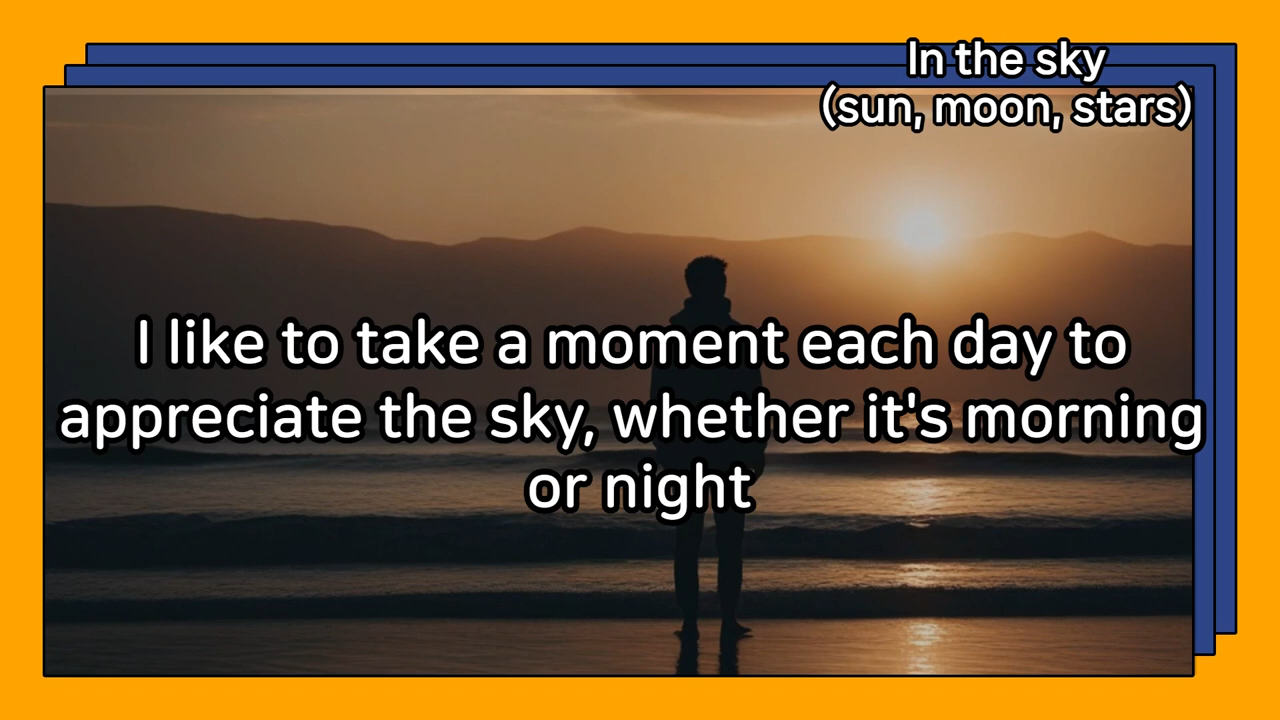 In the sky
(sun, moon, stars)
I like to take a moment each day to
appreciate the sky, whether it's morning
or night